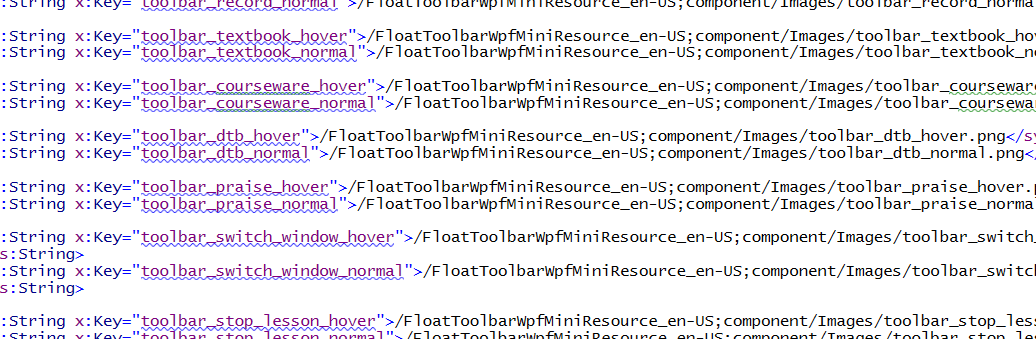 :String x:Key="toolbar_record_normal">/FloatToolbarWpfMiniResource_en-US;component/Images/toolbar_record_norma
:String x:Key="toolbar_textbook_hover">/FloatToolbarWpfMiniResource_en-US;component/Images/toolbar_textbook_hov
:String x:Key="toolbar_textbook_normal">/FloatToolbarWpfMiniResource_en-US;component/Images/toolbar_textbook_no
:String x:Key="toolbar_courseware_hover">/FloatToolbarWpfMiniResource_en-US;component/Images/toolbar_courseware
:String x:Key="toolbar_courseware_normal">/FloatToolbarWpfMiniResource_en-US;component/Images/toolbar_coursewa
:String x:Key="toolbar_dtb_hover">/FloatToolbarWpfMiniResource_en-US;component/Images/toolbar_dtb_hover.png</sy
:String x:Key="toolbar_dtb_normal">/FloatToolbarWpfMiniResource_en-US;component/Images/toolbar_dtb_normal.png</
:String x:Key="toolbar_praise_hover">/FloatToolbarWpfMiniResource_en-US;component/Images/toolbar_praise_hover.p
:String x:Key="toolbar_praise_normal">/FloatToolbarWpfMiniResource_en-US;component/Images/toolbar_praise_norma
:String x:Key="toolbar_switch_window_hover">/FloatToolbarWpfMiniResource_en-US;component/Images/toolbar_switch_
s:String>
:String x:Key="toolbar_switch_window_normal">/FloatToolbarWpfMiniResource_en-US;component/Images/toolbar_switch
s:String>
:String x:Key="toolbar_stop_lesson_hover">/FloatToolbarWpfMiniResource_en-US;component/Images/toolbar_stop_less
:String x:Key="toolbar_stop_lesson_normal">/FloatToolbarWpfMiniResource_en-US;component/Images/toolbar_stop_les